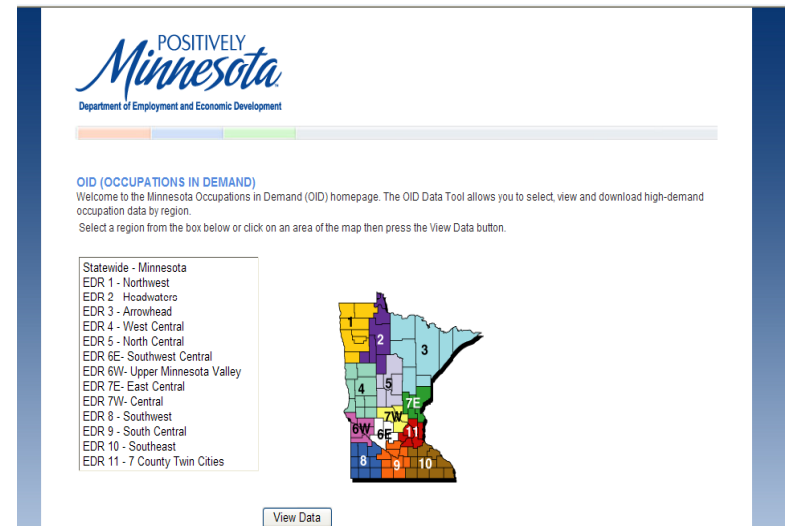 POSITIVELY
Minnesota
Department of Employment and Economic Development
OID (OCCUPATIONS IN DEMAND)
Welcome to the Minnesota Occupations in Demand (OID) homepage. The OID Data Tool allows you to select, view and download high-demand
occupation data by region.
Select a region from the box below or click on an area of the map then press the View Data button.
Statewide - Minnesota
EDR 1 - Northwest
EDR 2 Headwaters
EDR 3 - Arrowhead
EDR 4 - West Central
EDR 5 - North Central
EDR 6E- Southwest Central
EDR 6W- Upper Minnesota Valley
EDR 7E- East Central
EDR 7W- Central
EDR 8 - Southwest
EDR 9 - South Central
EDR 10 - Southeast
EDR 11 - 7 County Twin Cities
1
2
3
4
5
7E
7W
6W
6E
11
8
9
10
View Data